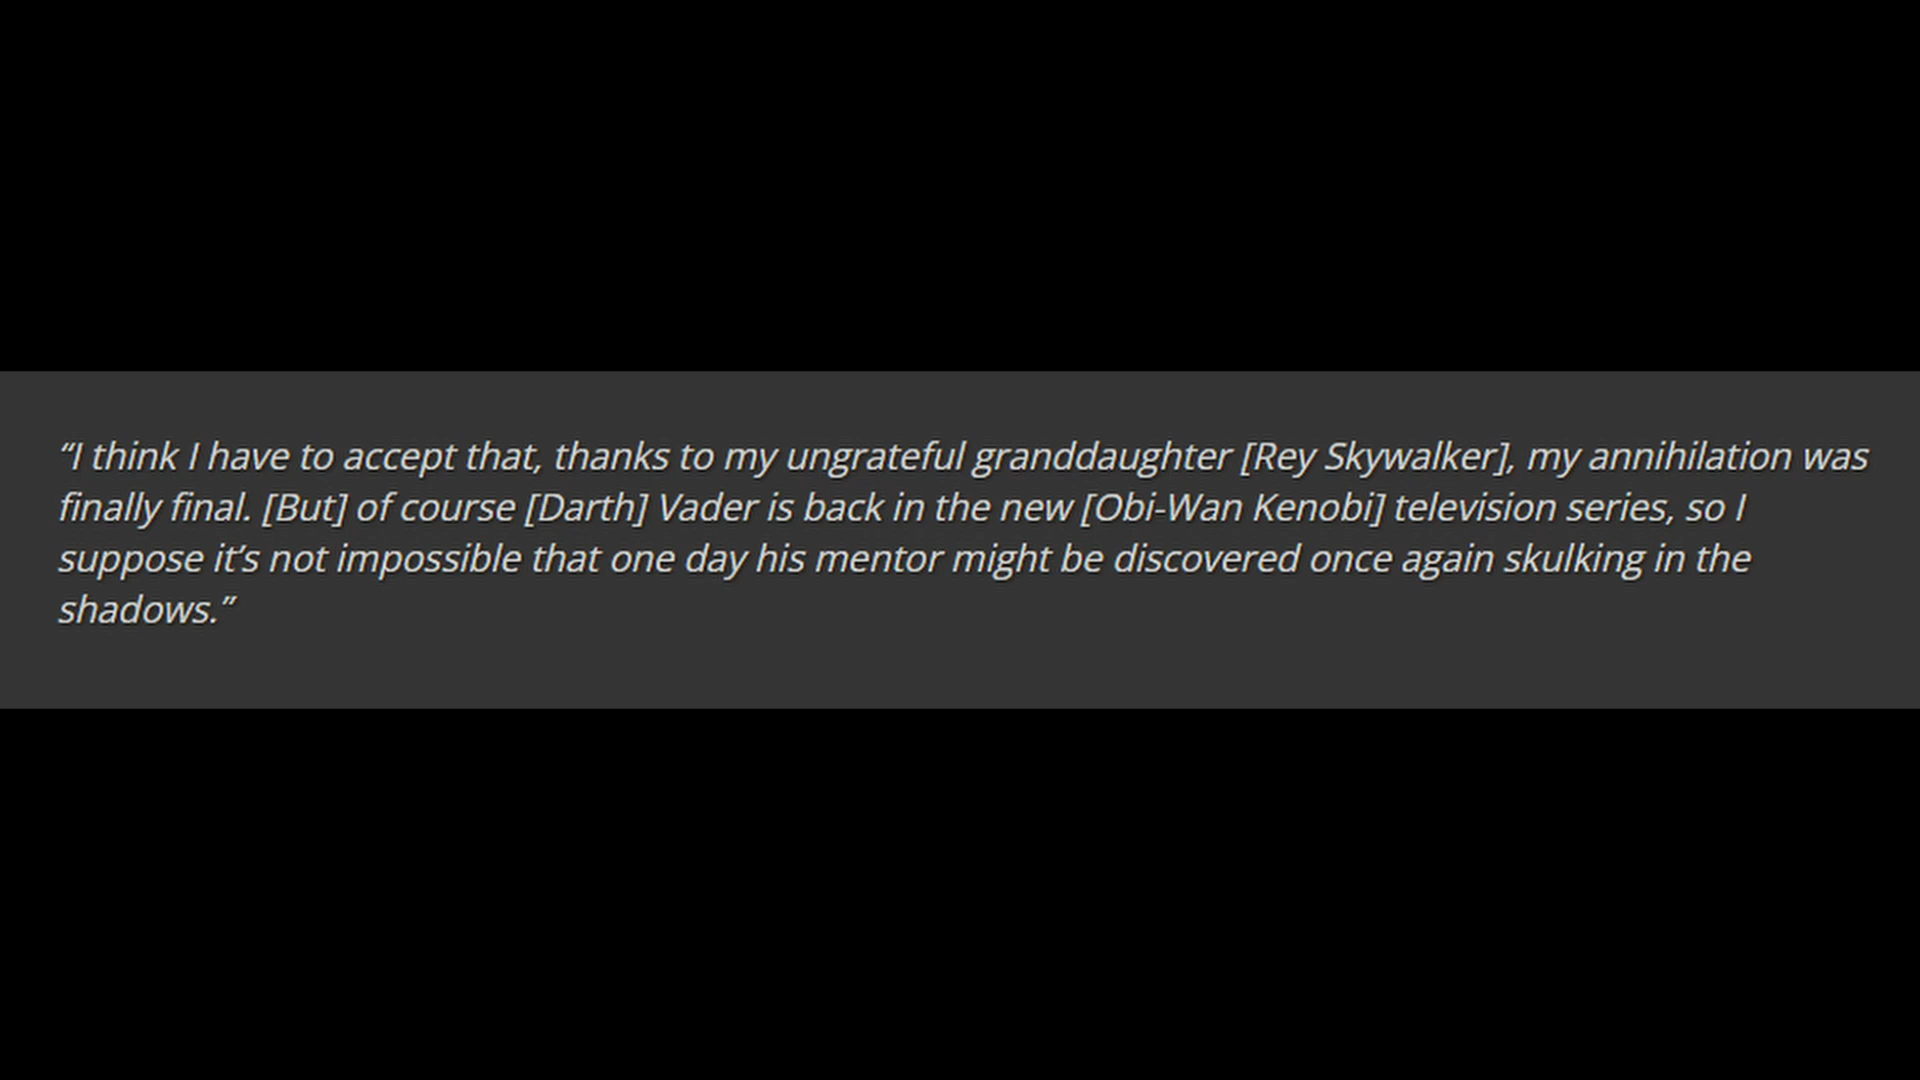 “I think I have to accept that, thanks to my ungrateful granddaughter [Rey Skywalker], my annihilation was
finally final. [But] of course [Darth] Vader is back in the new [Obi-Wan Kenobi] television series, so I
suppose it’s not impossible that one day his mentor might be discovered once again skulking in the
shadows.”